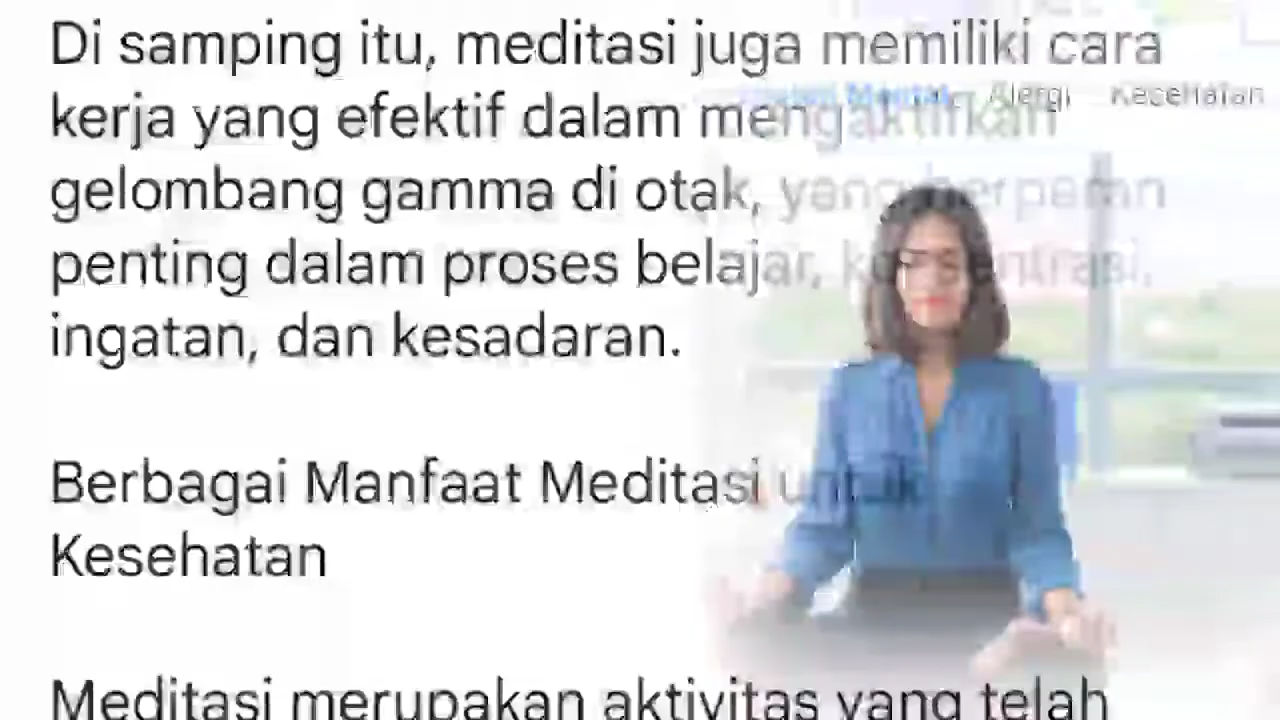 Di samping itu, meditasi juga memiliki cara
Alergi Kesehatan
kerja yang efektif dalam mengaktifkan
gelombang gamma di otak, yang berperan
penting dalam proses belajar, konsentrasi,
ingatan, dan kesadaran.
Berbagai Manfaat Meditasi untuk
Kesehatan
Meditasi merupakan aktivitas yang telah